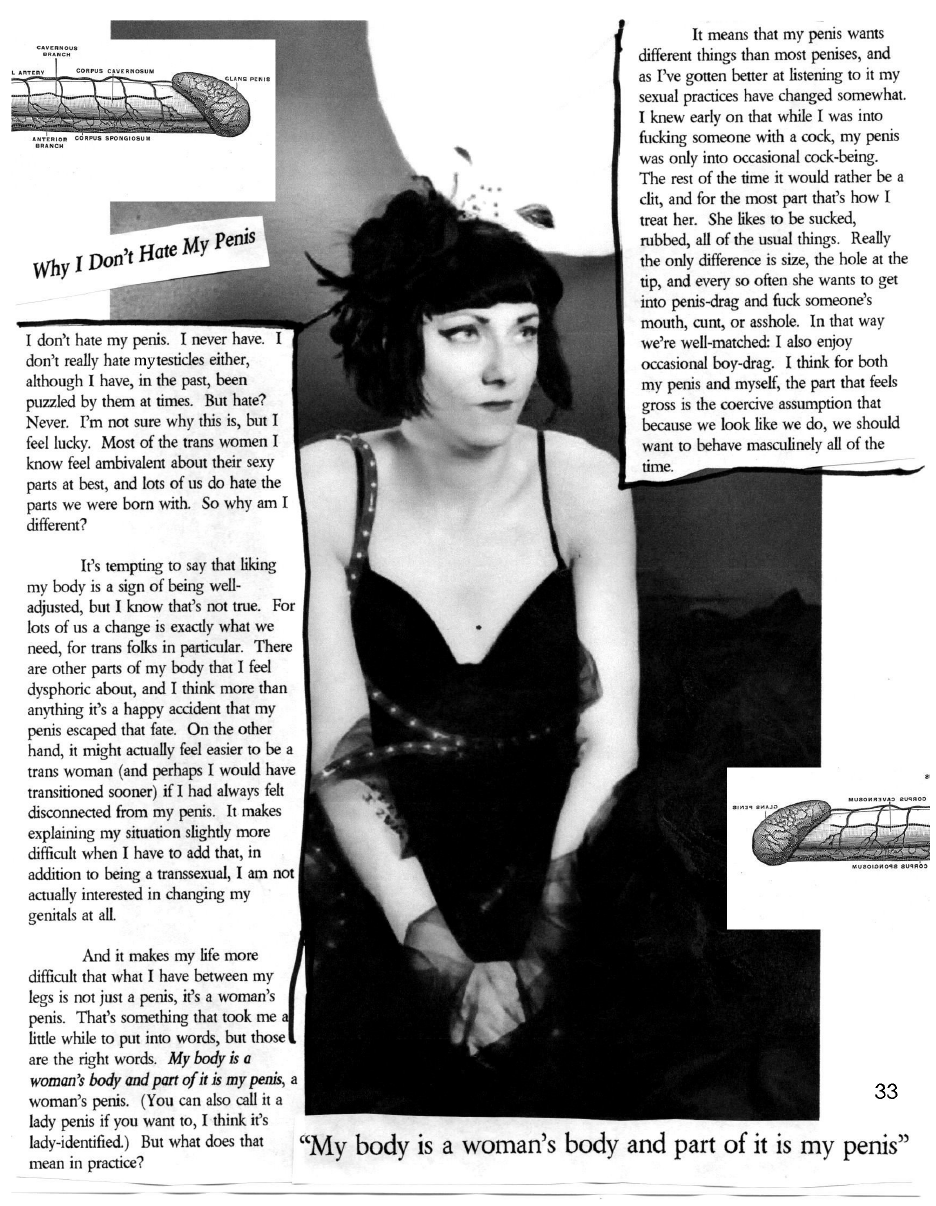 CAVERNOUS
BRANCH
L ARTERY
CORPUS CAVERNOSUM
GLANS PENIS
ANTERIOR
BRANCH
CORPUS SPONGIOSUM
Why I Don't Hate My Penis
I don't hate my penis. I never have. I
don't really hate mytesticles either,
although I have, in the past, been
puzzled by them at times. But hate?
Never. I'm not sure why this is, but I
feel lucky. Most of the trans women I
know feel ambivalent about their sexy
parts at best, and lots of us do hate the
parts we were born with. So why am I
different?
It's tempting to say that liking
my body is a sign of being well-
adjusted, but I know that's not true. For
lots of us a change is exactly what we
need, for trans folks in particular. There
are other parts of my body that I feel
dysphoric about, and I think more than
anything it's a happy accident that my
penis escaped that fate. On the other
hand, it might actually feel easier to be a
trans woman (and perhaps I would have
transitioned sooner) if I had always felt
disconnected from my penis. It makes
explaining my situation slightly more
difficult when I have to add that, in
addition to being a transsexual, I am not
actually interested in changing my
genitals at all.
And it makes my life more
difficult that what I have between my
legs is not just a penis, it's a woman's
penis. That's something that took me a
little while to put into words, but those
are the right words. My body is a
woman's body and part of it is my penis, a
woman's penis. (You can also call it a
lady penis if you want to, I think it's
lady-identified.) But what does that
mean in practice?
It means that my penis wants
different things than most penises, and
as I've gotten better at listening to it my
sexual practices have changed somewhat.
I knew early on that while I was into
fucking someone with a cock, my penis
was only into occasional cock-being.
The rest of the time it would rather be a
clit, and for the most part that's how I
treat her. She likes to be sucked,
rubbed, all of the usual things. Really
the only difference is size, the hole at the
tip, and every so often she wants to get
into penis-drag and fuck someone's
mouth, cunt, or asshole. In that way
we're well-matched: I also enjoy
occasional boy-drag. I think for both
my penis and myself, the part that feels
gross is the coercive assumption that
because we look like we do, we should
want to behave masculinely all of the
time.
GLANS PENIS
CORPUS CAVERNOSUM
CORPUS SPONGIOSUM
33
“My body is a woman's body and part of it is my penis”